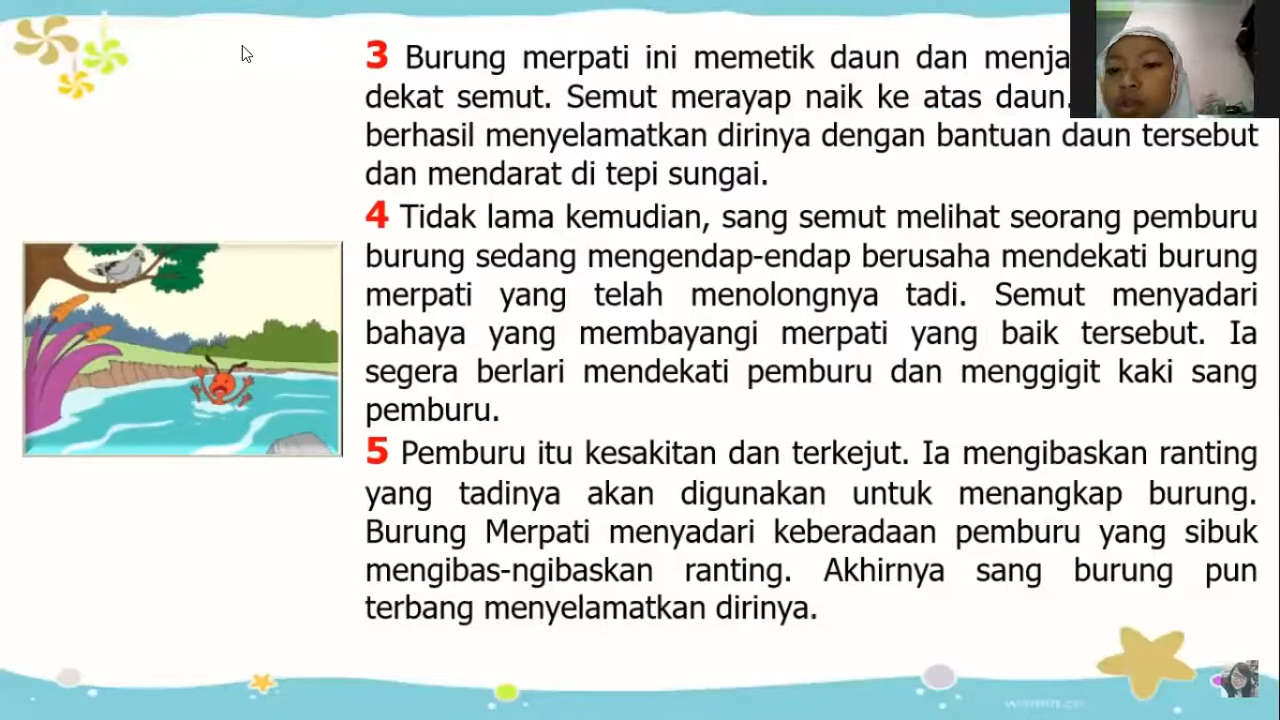 3 Burung merpati ini memetik daun dan
dekat semut. Semut merayap naik ke atas daun.
berhasil menyelamatkan dirinya dengan bantuan daun tersebut
dan mendarat di tepi sungai.
4 Tidak lama kemudian, sang semut melihat seorang pemburu
burung sedang mengendap-endap berusaha mendekati burung
merpati yang telah menolongnya tadi. Semut menyadari
bahaya yang membayangi merpati yang baik tersebut. Ia
segera berlari mendekati pemburu dan menggigit kaki sang
pemburu.
5 Pemburu itu kesakitan dan terkejut. Ia mengibaskan ranting
yang tadinya akan digunakan untuk menangkap burung.
Burung Merpati menyadari keberadaan pemburu yang sibuk
mengibas-ngibaskan ranting. Akhirnya sang burung pun
terbang menyelamatkan dirinya.